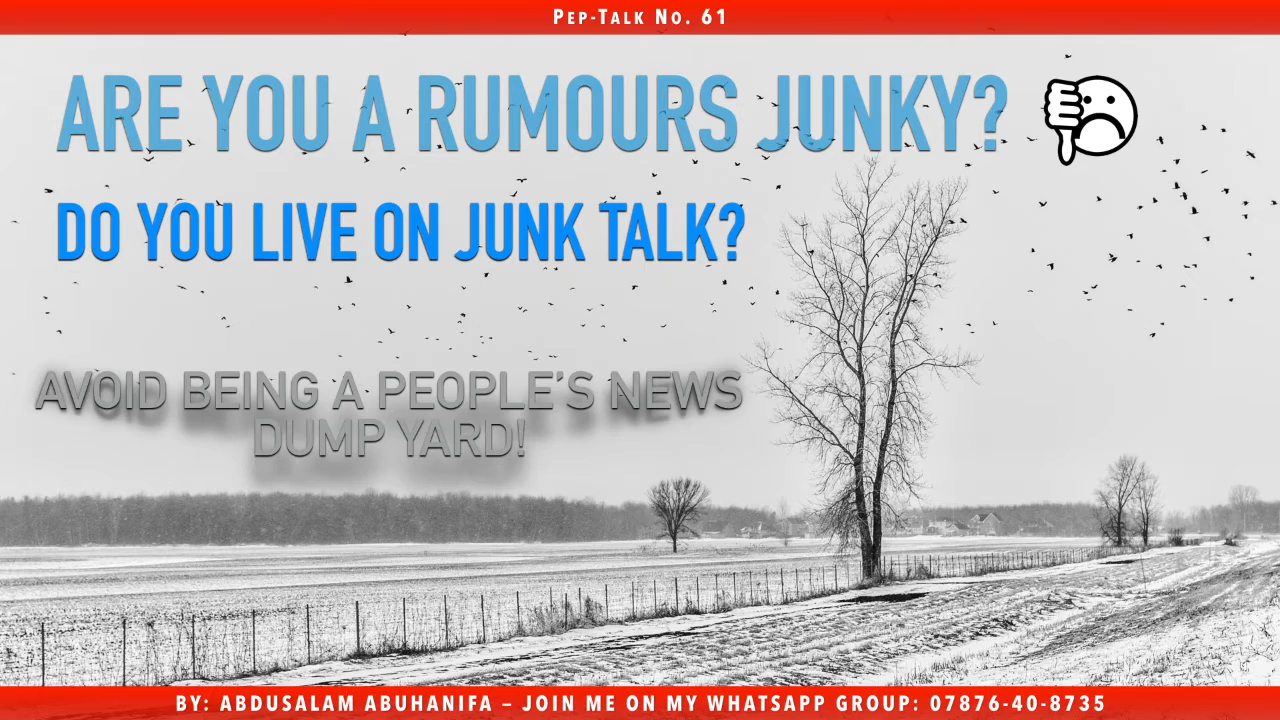 Pep-Talk No. 61
ARE YOU A RUMOURS JUNKY?
DO YOU LIVE ON JUNK TALK?
AVOID BEING A PEOPLE'S NEWS
DUMP YARD!
BY: ABDUSALAM ABUHANIFA – JOIN ME ON MY WHATSAPP GROUP: 07876-40-8735